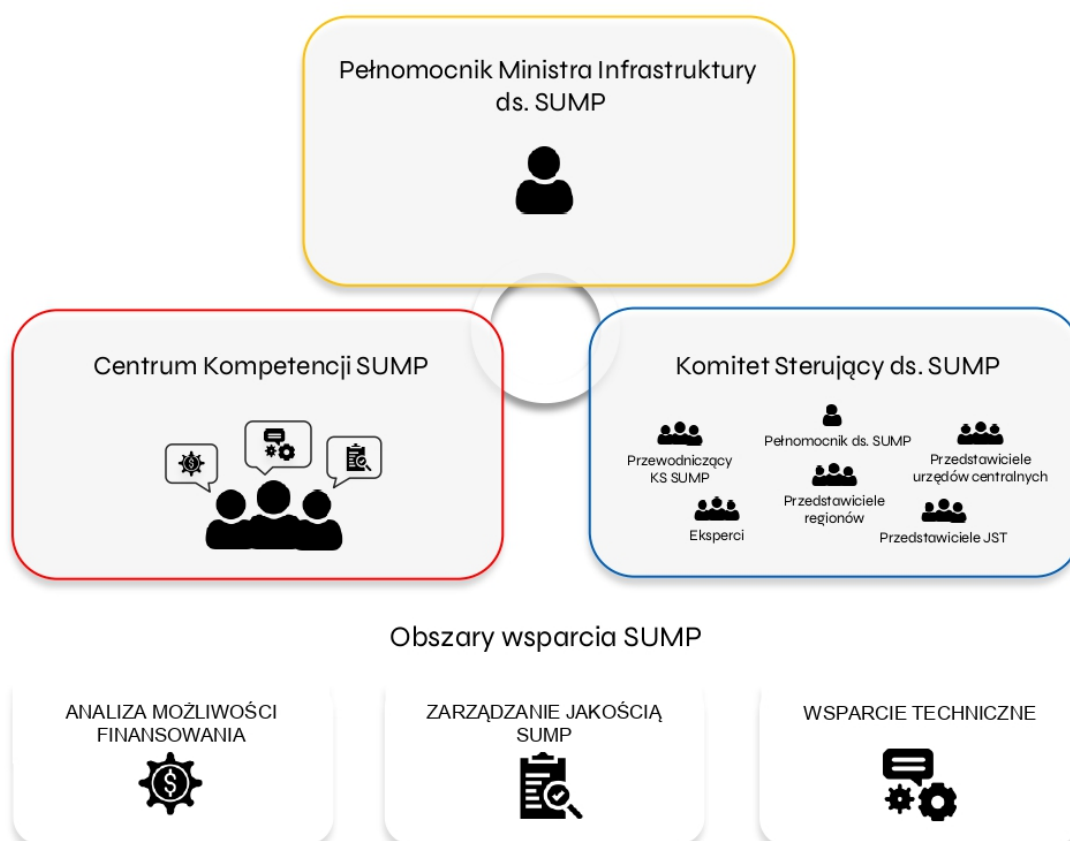 Pełnomocnik Ministra Infrastruktury
ds. SUMP
Centrum Kompetencji SUMP
Komitet Sterujący ds. SUMP
Pełnomocnik ds. SUMP
Przewodniczący
KS SUMP
Przedstawiciele
urzędów centralnych
Przedstawiciele
regionów
Eksperci
Przedstawiciele JST
Obszary wsparcia SUMP
ANALIZA MOŻLIWOŚCI
FINANSOWANIA
ZARZĄDZANIE JAKOŚCIĄ
SUMP
WSPARCIE TECHNICZNE